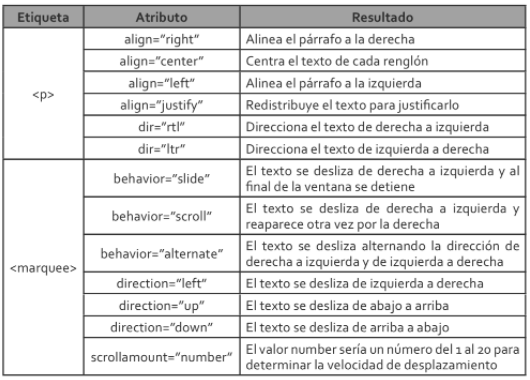 Etiqueta Atributo Resultado
<p> align="right" Alinea el párrafo a la derecha
align="center" Centra el texto de cada renglón
align="left" Alinea el párrafo a la izquierda
align="justify" Redistribuye el texto para justificarlo
dir="rtl" Direcciona el texto de derecha a izquierda
dir="ltr" Direcciona el texto de izquierda a derecha
<marquee> behavior="slide" El texto se desliza de derecha a izquierda y al
final de la ventana se detiene
behavior="scroll" El texto se desliza de derecha a izquierda y
reaparece otra vez por la derecha
behavior="alternate" El texto se desliza alternando la dirección de
derecha a izquierda y de izquierda a derecha
direction="left" El texto se desliza de izquierda a derecha
direction="up" El texto se desliza de abajo a arriba
direction="down" El texto se desliza de arriba a abajo
scrollamount="number" El valor number sería un número del 1 al 20 para
determinar la velocidad de desplazamiento